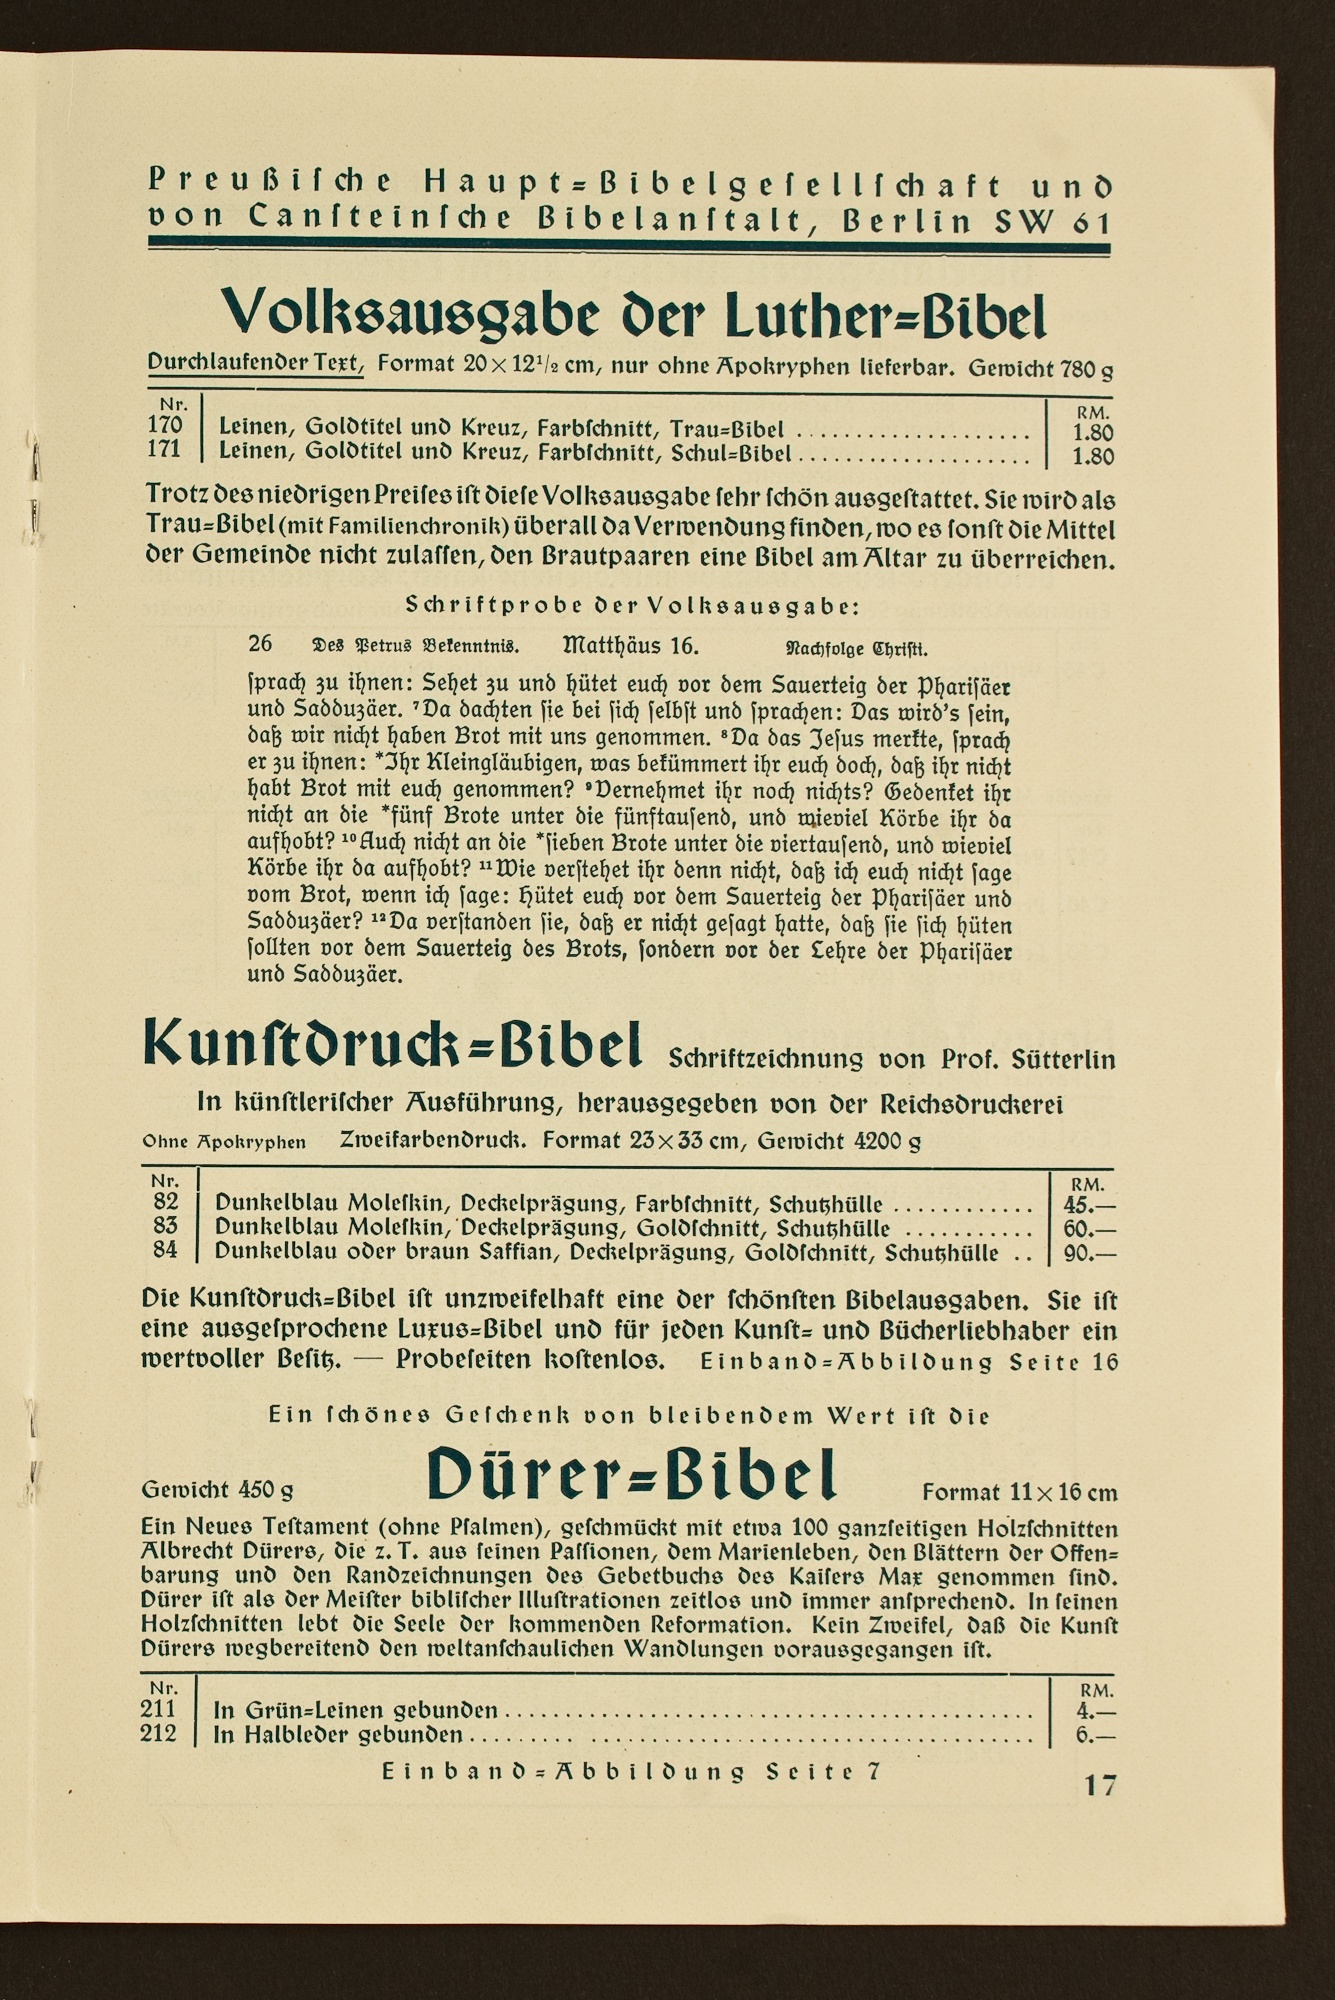 Preußiſche Haupt=Bibelgeſellſchaft und
von Canſteinſche Bibelanſtalt, Berlin SW 61
Volksausgabe der Luther=Bibel
Durchlaufender Text, Format 20 × 12½ cm, nur ohne Apokryphen lieferbar. Gewicht 780 g
Nr. RM.
170 Leinen, Goldtitel und Kreuz, Farbſchnitt, Trau=Bibel .................... 1.80
171 Leinen, Goldtitel und Kreuz, Farbſchnitt, Schul=Bibel .................... 1.80
Trotz des niedrigen Preiſes iſt dieſe Volksausgabe ſehr ſchön ausgeſtattet. Sie wird als
Trau=Bibel (mit Familienchronik) überall da Verwendung finden, wo es ſonſt die Mittel
der Gemeinde nicht zulaſſen, den Brautpaaren eine Bibel am Altar zu überreichen.
Schriftprobe der Volksausgabe:
26 Des Petrus Bekenntnis. Matthäus 16. Nachfolge Chriſti.
ſprach zu ihnen: Sehet zu und hütet euch vor dem Sauerteig der Phariſäer
und Sadduzäer. ⁷Da dachten ſie bei ſich ſelbſt und ſprachen: Das wird's ſein,
daß wir nicht haben Brot mit uns genommen. ⁸Da das Jeſus merkte, ſprach
er zu ihnen: *Ihr Kleingläubigen, was bekümmert ihr euch doch, daß ihr nicht
habt Brot mit euch genommen? ⁹Vernehmet ihr noch nichts? Gedenket ihr
nicht an die *fünf Brote unter die fünftauſend, und wieviel Körbe ihr da
aufhobt? ¹⁰Auch nicht an die *ſieben Brote unter die viertauſend, und wieviel
Körbe ihr da aufhobt? ¹¹Wie verſtehet ihr denn nicht, daß ich euch nicht ſage
vom Brot, wenn ich ſage: Hütet euch vor dem Sauerteig der Phariſäer und
Sadduzäer? ¹²Da verſtanden ſie, daß er nicht geſagt hatte, daß ſie ſich hüten
ſollten vor dem Sauerteig des Brots, ſondern vor der Lehre der Phariſäer
und Sadduzäer.
Kunſtdruck=Bibel Schriftzeichnung von Prof. Sütterlin
In künſtleriſcher Ausführung, herausgegeben von der Reichsdruckerei
Ohne Apokryphen Zweifarbendruck. Format 23 × 33 cm, Gewicht 4200 g
Nr. RM.
82 Dunkelblau Moleſkin, Deckelprägung, Farbſchnitt, Schutzhülle ............ 45.—
83 Dunkelblau Moleſkin, Deckelprägung, Goldſchnitt, Schutzhülle ........... 60.—
84 Dunkelblau oder braun Saffian, Deckelprägung, Goldſchnitt, Schutzhülle .. 90.—
Die Kunſtdruck=Bibel iſt unzweifelhaft eine der ſchönſten Bibelausgaben. Sie iſt
eine ausgeſprochene Luxus=Bibel und für jeden Kunſt= und Bücherliebhaber ein
wertvoller Beſitz. — Probeſeiten koſtenlos. Einband=Abbildung Seite 16
Ein ſchönes Geſchenk von bleibendem Wert iſt die
Gewicht 450 g Dürer=Bibel Format 11 × 16 cm
Ein Neues Teſtament (ohne Pſalmen), geſchmückt mit etwa 100 ganzſeitigen Holzſchnitten
Albrecht Dürers, die z. T. aus ſeinen Paſſionen, dem Marienleben, den Blättern der Offen=
barung und den Randzeichnungen des Gebetbuchs des Kaiſers Max genommen ſind.
Dürer iſt als der Meiſter bibliſcher Illuſtrationen zeitlos und immer anſprechend. In ſeinen
Holzſchnitten lebt die Seele der kommenden Reformation. Kein Zweifel, daß die Kunſt
Dürers wegbereitend den weltanſchaulichen Wandlungen vorausgegangen iſt.
Nr. RM.
211 In Grün=Leinen gebunden ............................................. 4.—
212 In Halbleder gebunden ......... ...................................... 6.—
Einband=Abbildung Seite 7
17